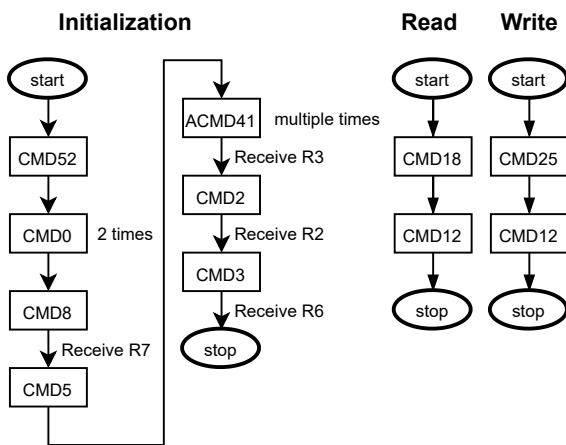 Initialization
start
CMD52
CMD0
2 times
CMD8
Receive R7
CMD5
ACMD41
multiple times
Receive R3
CMD2
Receive R2
CMD3
Receive R6
stop
Read
start
CMD18
CMD12
stop
Write
start
CMD25
CMD12
stop